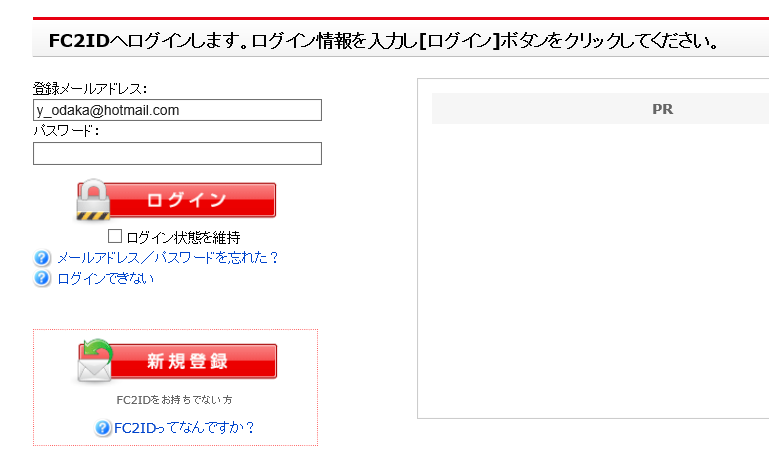 FC2IDへログインします。ログイン情報を入力し[ログイン]ボタンをクリックしてください。
登録メールアドレス:
y_odaka@hotmail.com
パスワード:
ログイン
ログイン状態を維持
メールアドレス／パスワードを忘れた？
ログインできない
新規登録
FC2IDをお持ちでない方
FC2IDってなんですか？
PR